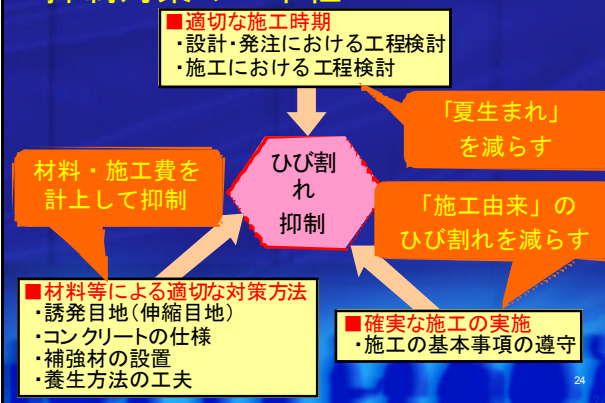 ■適切な施工時期
・設計・発注における工程検討
・施工における工程検討
「夏生まれ」
を減らす
材料・施工費を
計上して抑制
ひび割
れ
抑制
「施工由来」の
ひび割れを減らす
■材料等による適切な対策方法
・誘発目地(伸縮目地)
・コンクリートの仕様
・補強材の設置
・養生方法の工夫
■確実な施工の実施
・施工の基本事項の遵守
24